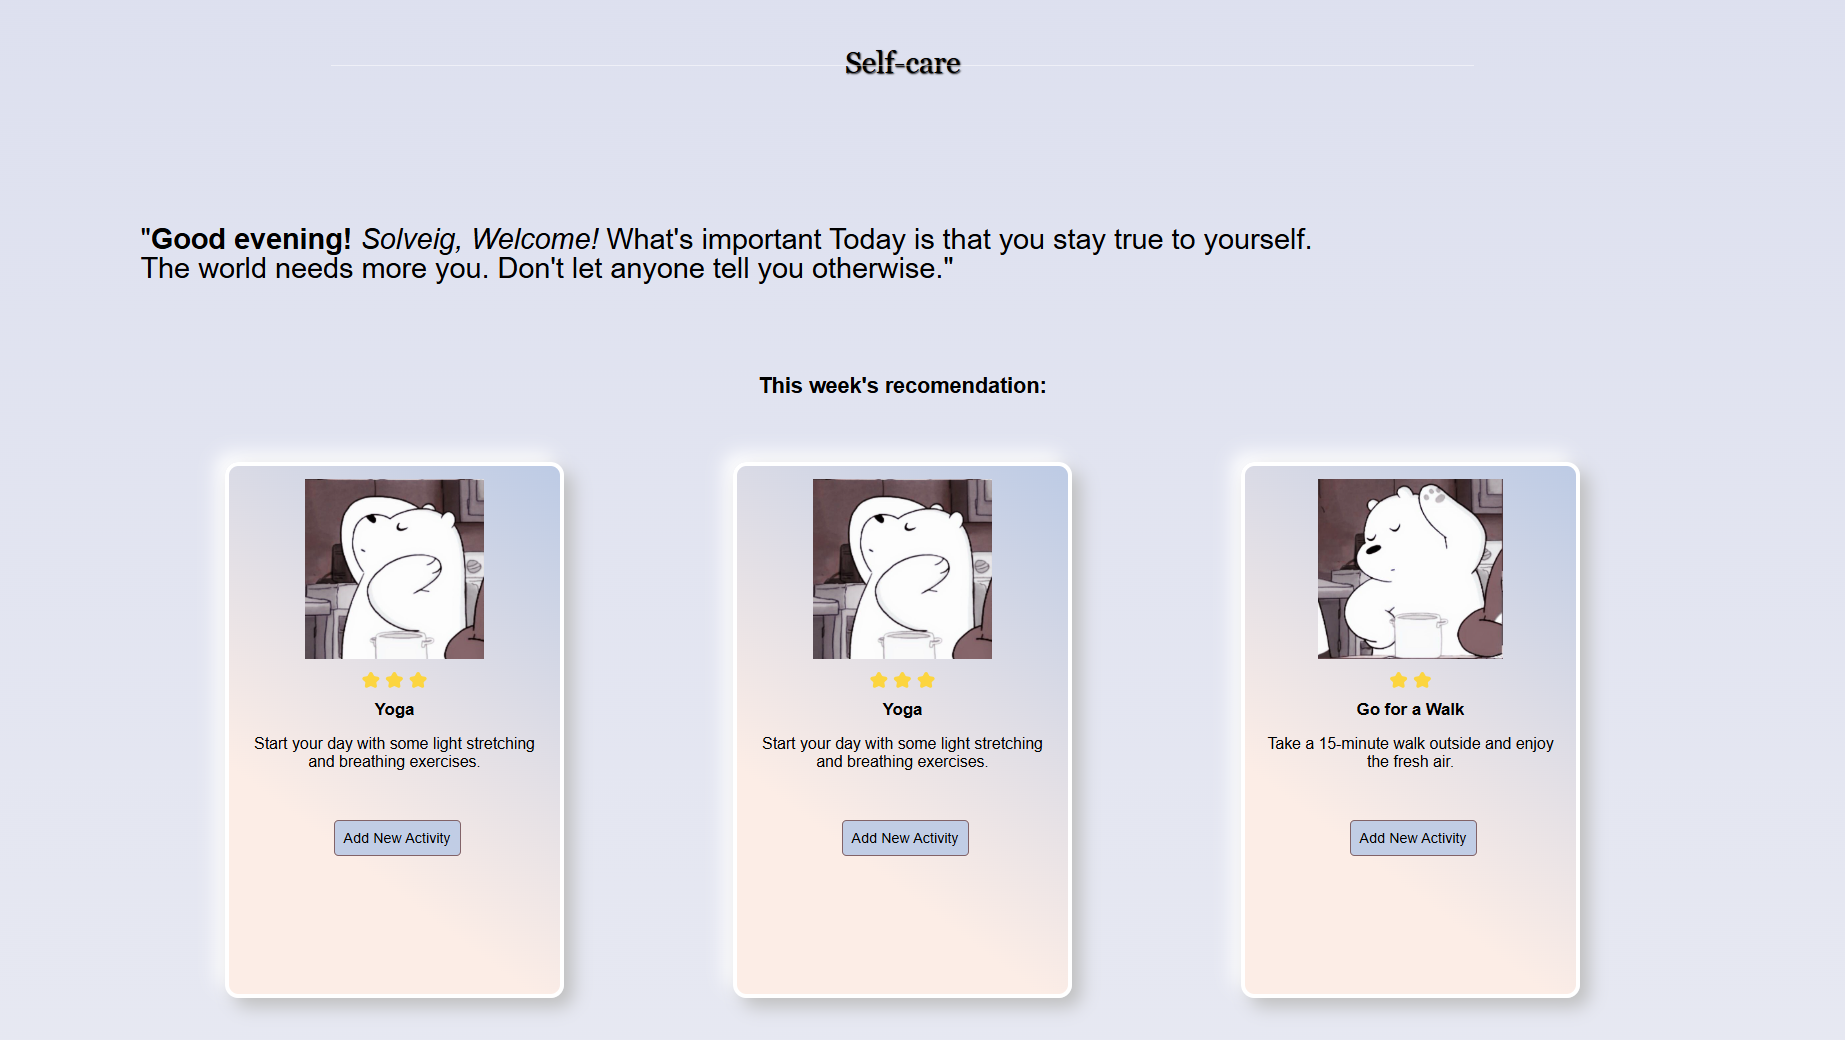 Self-care
"Good evening! Solveig, Welcome! What's important Today is that you stay true to yourself.
The world needs more you. Don't let anyone tell you otherwise."
This week's recomendation:
Yoga
Start your day with some light stretching
and breathing exercises.
Add New Activity
Yoga
Start your day with some light stretching
and breathing exercises.
Add New Activity
Go for a Walk
Take a 15-minute walk outside and enjoy
the fresh air.
Add New Activity